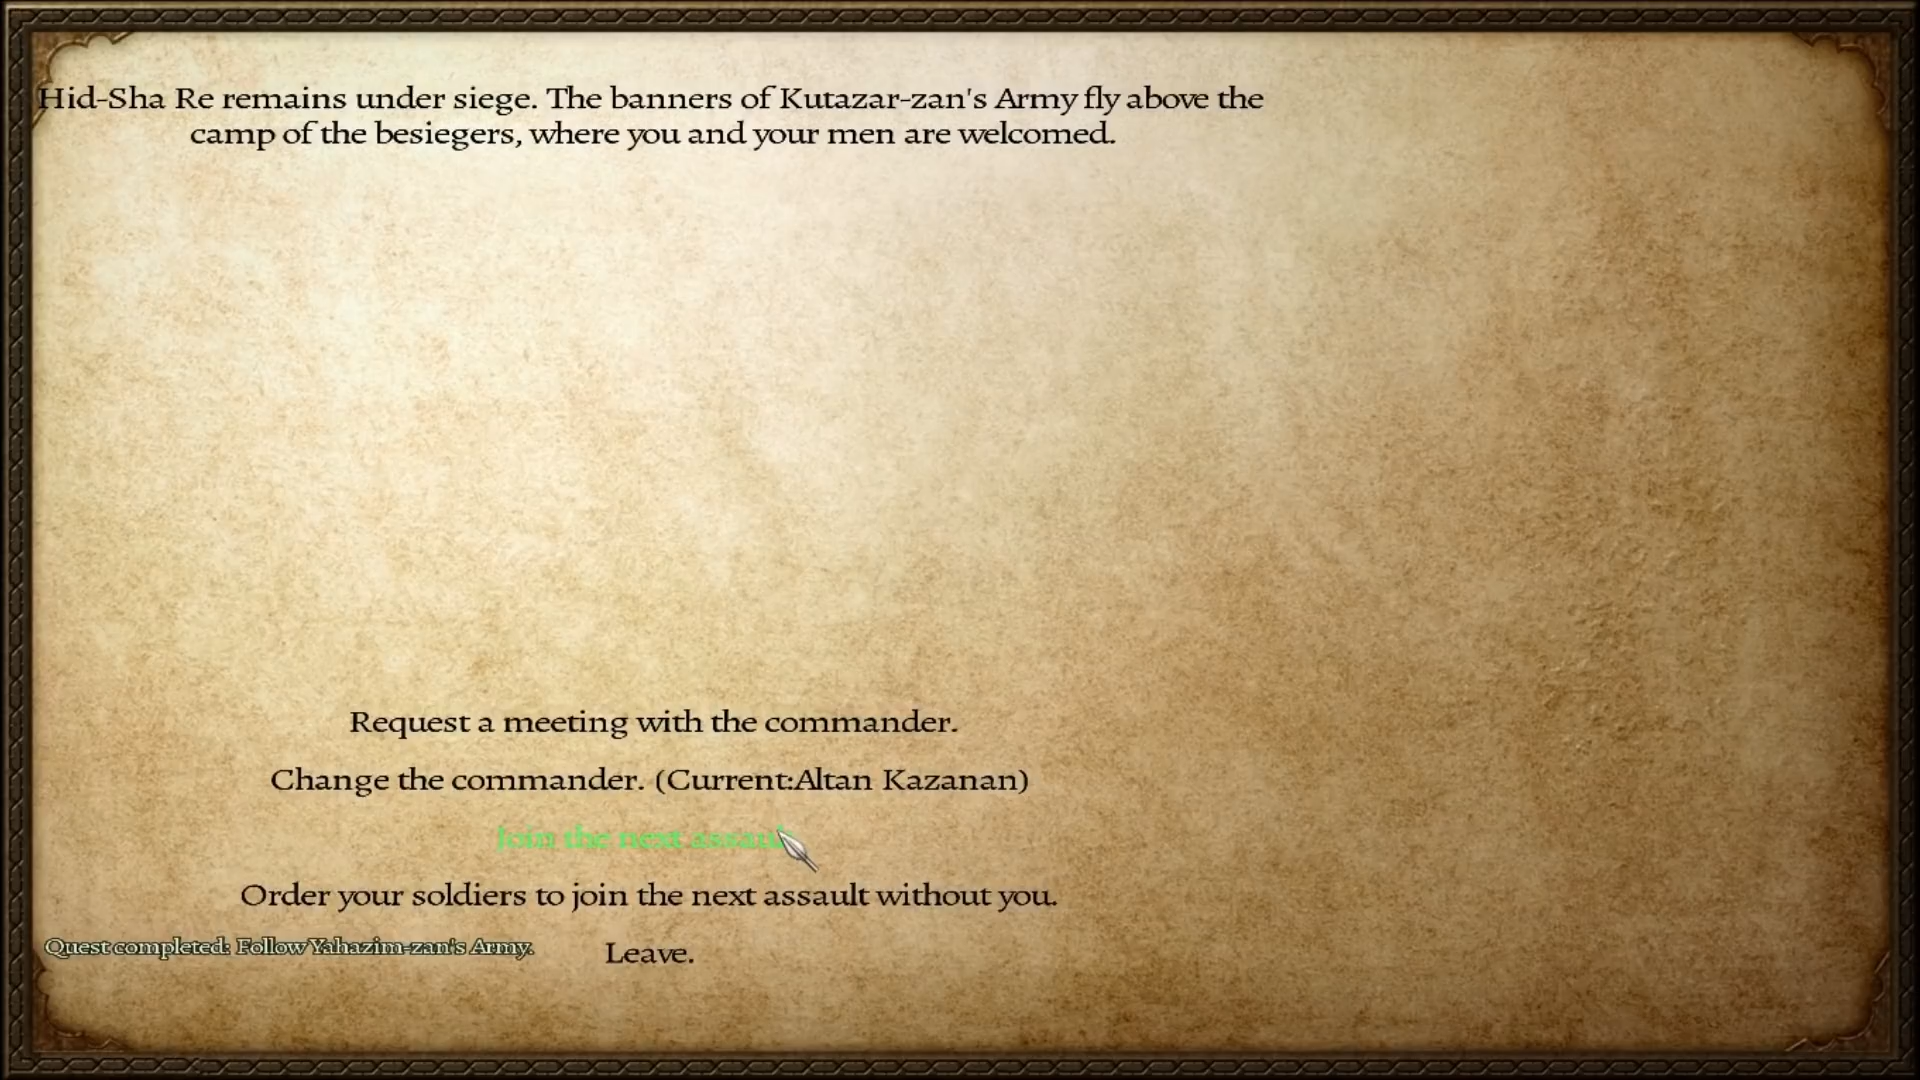 Hid-Sha Re remains under siege. The banners of Kutazar-zan's Army fly above the
camp of the besiegers, where you and your men are welcomed.
Request a meeting with the commander.
Change the commander. (Current:Altan Kazanan)
Join the next assault
Order your soldiers to join the next assault without you.
Quest completed: Follow Yahazim-zan's Army.
Leave.